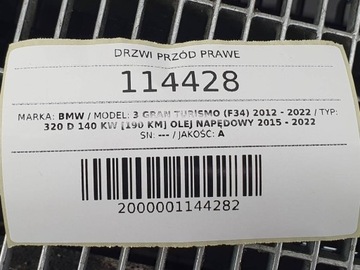 DRZWI PRZÓD PRAWE
114428
MARKA: BMW / MODEL: 3 GRAN TURISMO (F34) 2012 - 2022 / TYP:
320 D 140 KW [190 KM] OLEJ NAPĘDOWY 2015 - 2022
SN: --- / JAKOŚĆ: A
2000001144282